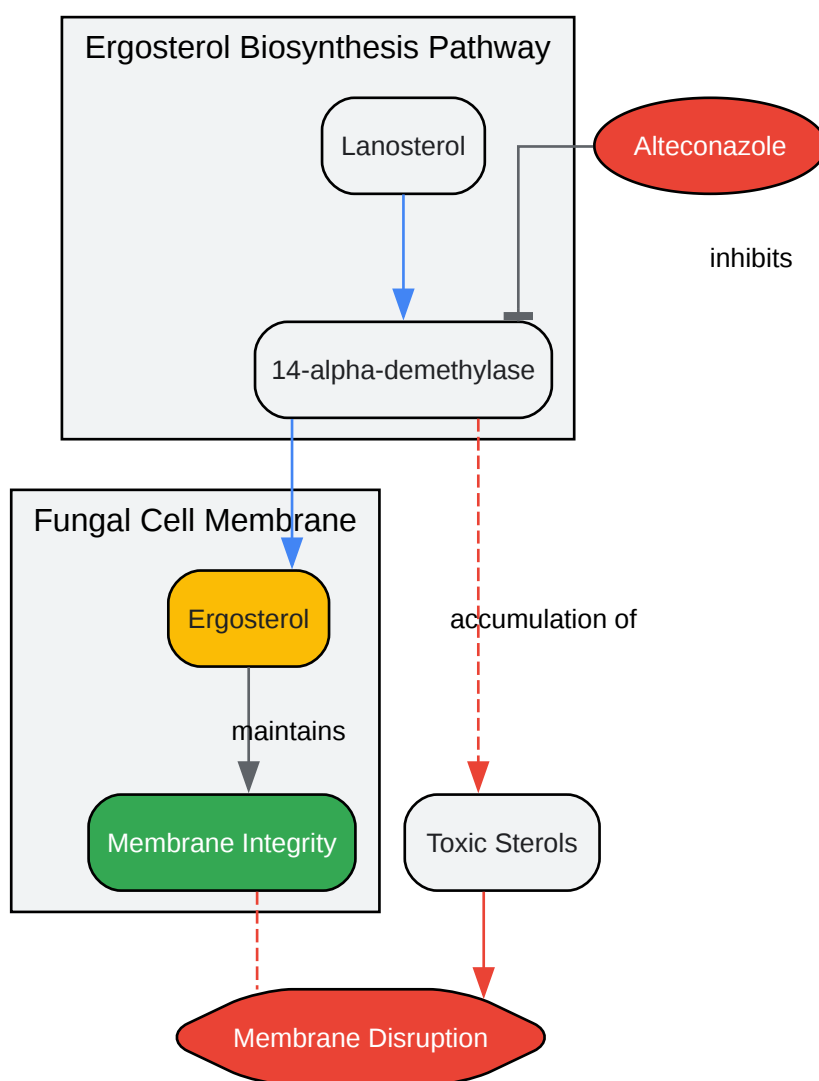 Ergosterol Biosynthesis Pathway
Lanosterol
Alteconazole
inhibits
14-alpha-demethylase
Fungal Cell Membrane
Ergosterol
accumulation of
maintains
Membrane Integrity
Toxic Sterols
Membrane Disruption